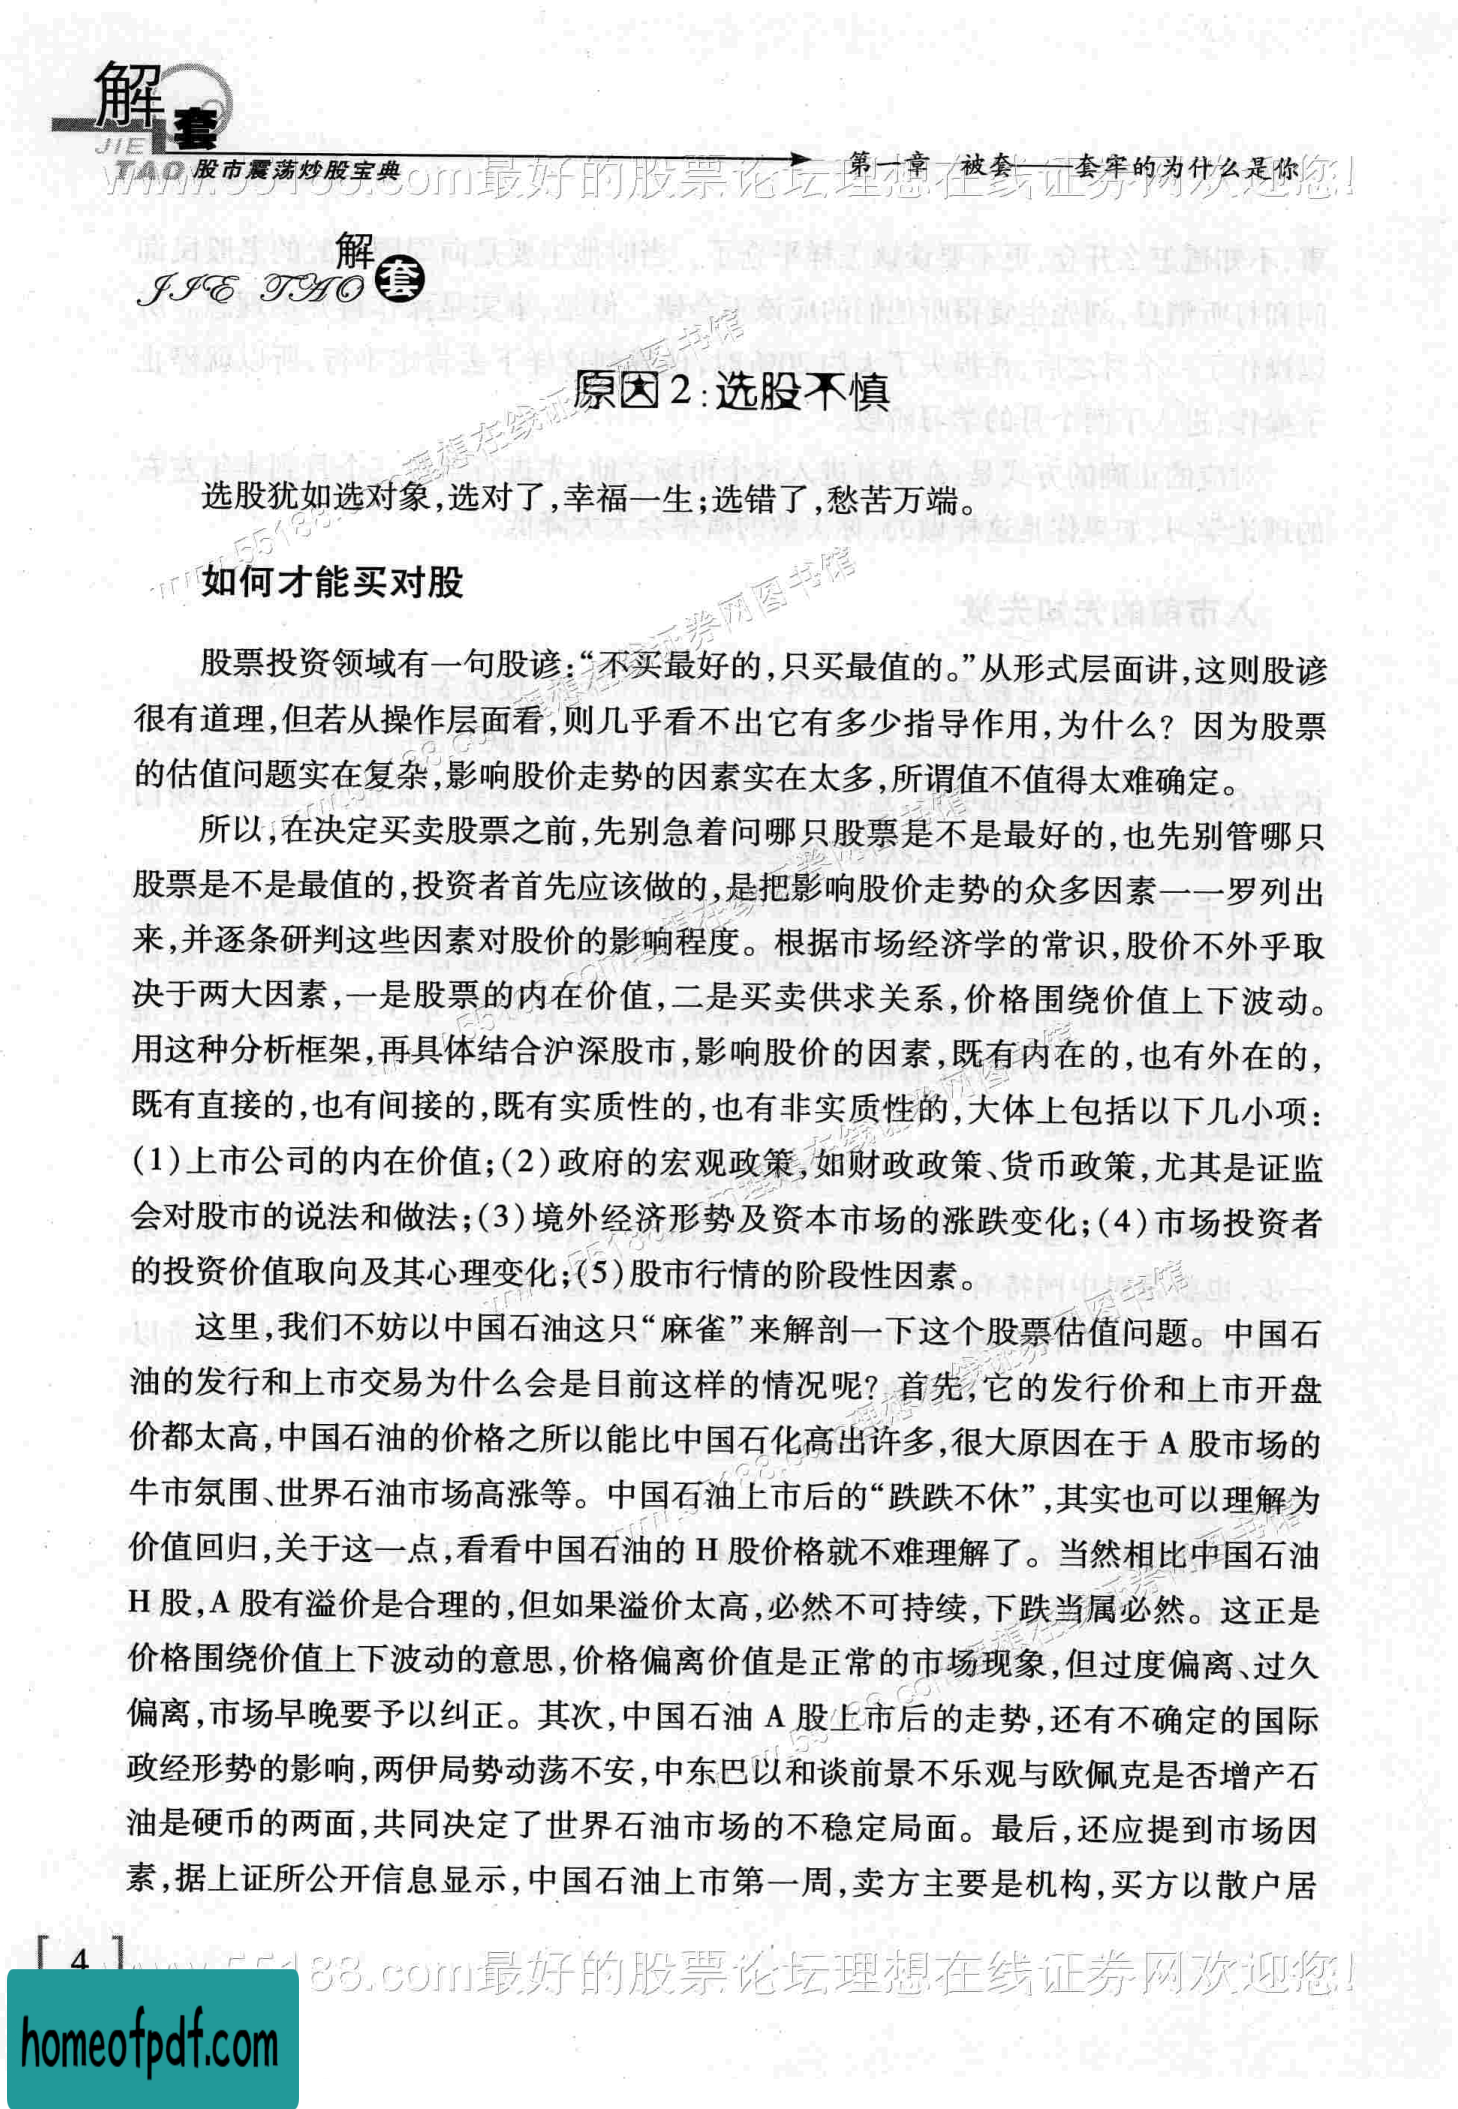 解套
JIE
TAO 股市震荡炒股宝典
第一章 被套——套牢的为什么是你
www.55188.com最好的股票论坛理想在线证券网欢迎您!
解套
JIE TAO
原因2:选股不慎
选股犹如选对象,选对了,幸福一生;选错了,愁苦万端。
如何才能买对股
股票投资领域有一句股谚:“不买最好的,只买最值的。”从形式层面讲,这则股谚
很有道理,但若从操作层面看,则几乎看不出它有多少指导作用,为什么? 因为股票
的估值问题实在复杂,影响股价走势的因素实在太多,所谓值不值得太难确定。
所以,在决定买卖股票之前,先别急着问哪只股票是不是最好的,也先别管哪只
股票是不是最值的,投资者首先应该做的,是把影响股价走势的众多因素一一罗列出
来,并逐条研判这些因素对股价的影响程度。根据市场经济学的常识,股价不外乎取
决于两大因素,一是股票的内在价值,二是买卖供求关系,价格围绕价值上下波动。
用这种分析框架,再具体结合沪深股市,影响股价的因素,既有内在的,也有外在的,
既有直接的,也有间接的,既有实质性的,也有非实质性的,大体上包括以下几小项:
(1)上市公司的内在价值;(2)政府的宏观政策,如财政政策、货币政策,尤其是证监
会对股市的说法和做法;(3)境外经济形势及资本市场的涨跌变化;(4)市场投资者
的投资价值取向及其心理变化;(5)股市行情的阶段性因素。
这里,我们不妨以中国石油这只“麻雀”来解剖一下这个股票估值问题。中国石
油的发行和上市交易为什么会是目前这样的情况呢? 首先,它的发行价和上市开盘
价都太高,中国石油的价格之所以能比中国石化高出许多,很大原因在于 A 股市场的
牛市氛围、世界石油市场高涨等。中国石油上市后的“跌跌不休”,其实也可以理解为
价值回归,关于这一点,看看中国石油的 H 股价格就不难理解了。当然相比中国石油
H 股,A 股有溢价是合理的,但如果溢价太高,必然不可持续,下跌当属必然。这正是
价格围绕价值上下波动的意思,价格偏离价值是正常的市场现象,但过度偏离、过久
偏离,市场早晚要予以纠正。其次,中国石油 A 股上市后的走势,还有不确定的国际
政经形势的影响,两伊局势动荡不安,中东巴以和谈前景不乐观与欧佩克是否增产石
油是硬币的两面,共同决定了世界石油市场的不稳定局面。最后,还应提到市场因
素,据上证所公开信息显示,中国石油上市第一周,卖方主要是机构,买方以散户居
[ 4 ]
www.55188.com最好的股票论坛理想在线证券网欢迎您!
homeofpdf.com